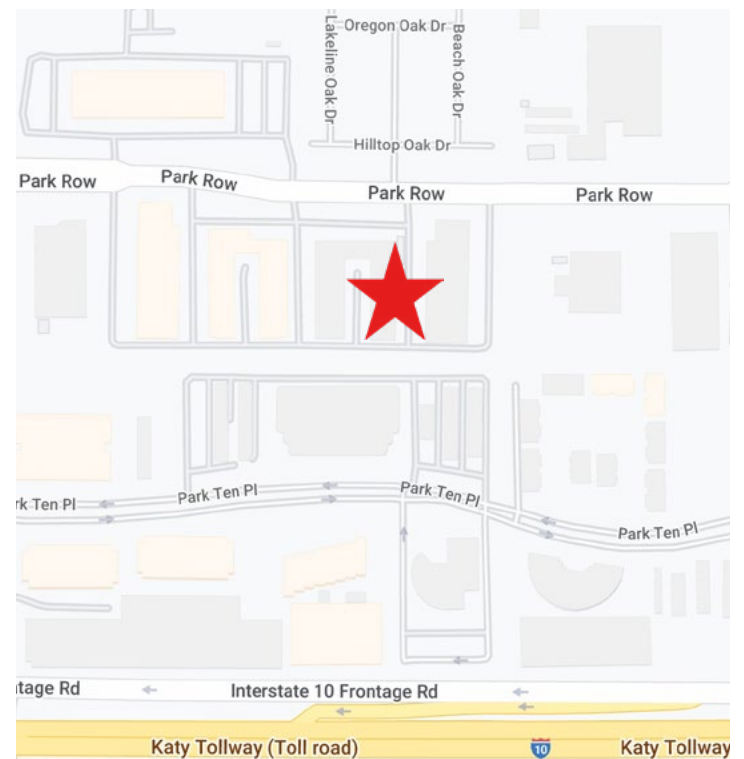 Oregon Oak Dr
Lakeline Oak Dr
Beach Oak Dr
Hilltop Oak Dr
Park Row
Park Row
Park Row
Park Row
Park Ten Pl
Park Ten Pl
rk Ten Pl
Park Ten Pl
tage Rd
Interstate 10 Frontage Rd
Katy Tollway (Toll road)
10
Katy Tollway